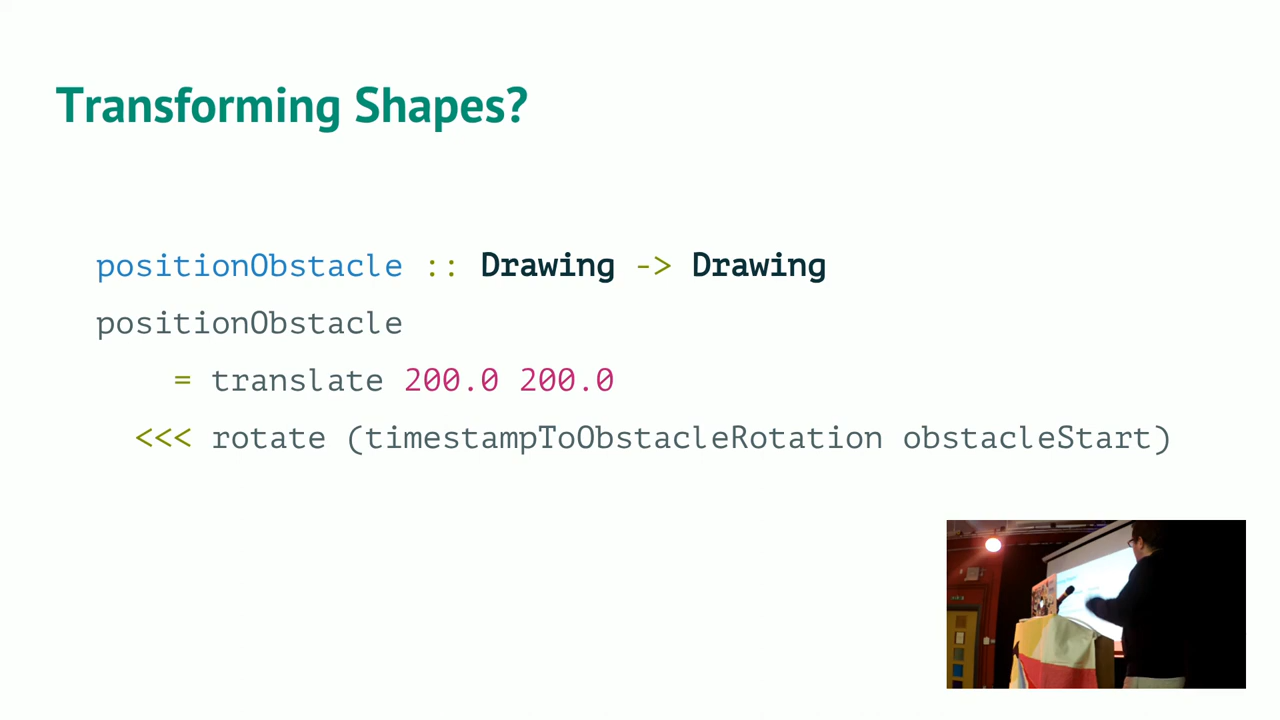 Transforming Shapes?
positionObstacle :: Drawing -> Drawing
positionObstacle
= translate 200.0 200.0
<<< rotate (timestampToObstacleRotation obstacleStart)